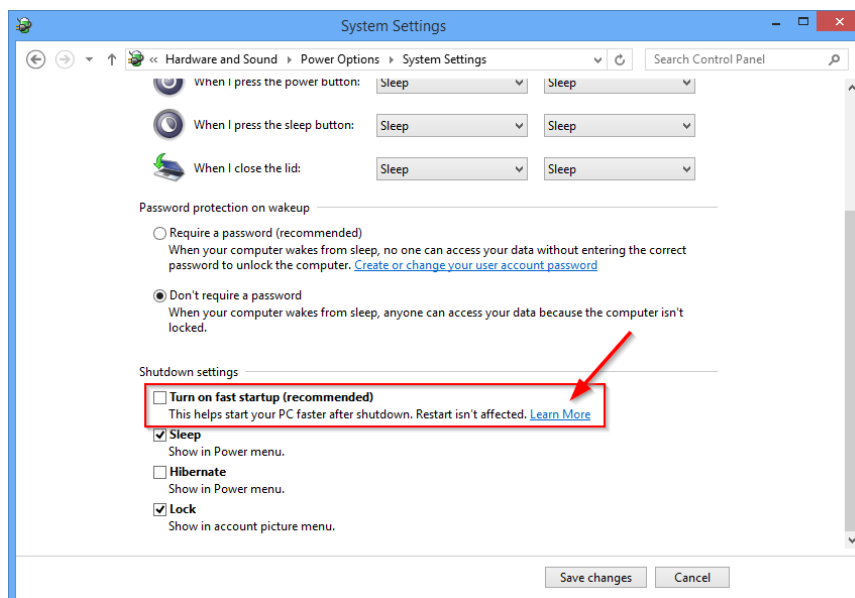 System Settings
« Hardware and Sound Power Options System Settings Search Control Panel
When I press the power button: Sleep Sleep
When I press the sleep button: Sleep Sleep
When I close the lid: Sleep Sleep
Password protection on wakeup
Require a password (recommended)
When your computer wakes from sleep, no one can access your data without entering the correct
password to unlock the computer. Create or change your user account password
Don't require a password
When your computer wakes from sleep, anyone can access your data because the computer isn't
locked.
Shutdown settings
Turn on fast startup (recommended)
This helps start your PC faster after shutdown. Restart isn't affected. Learn More
Sleep
Show in Power menu.
Hibernate
Show in Power menu.
Lock
Show in account picture menu.
Save changes Cancel